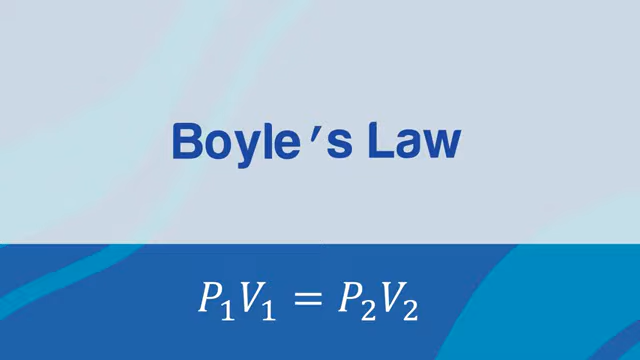 Boyle's Law
P₁V₁ = P₂V₂